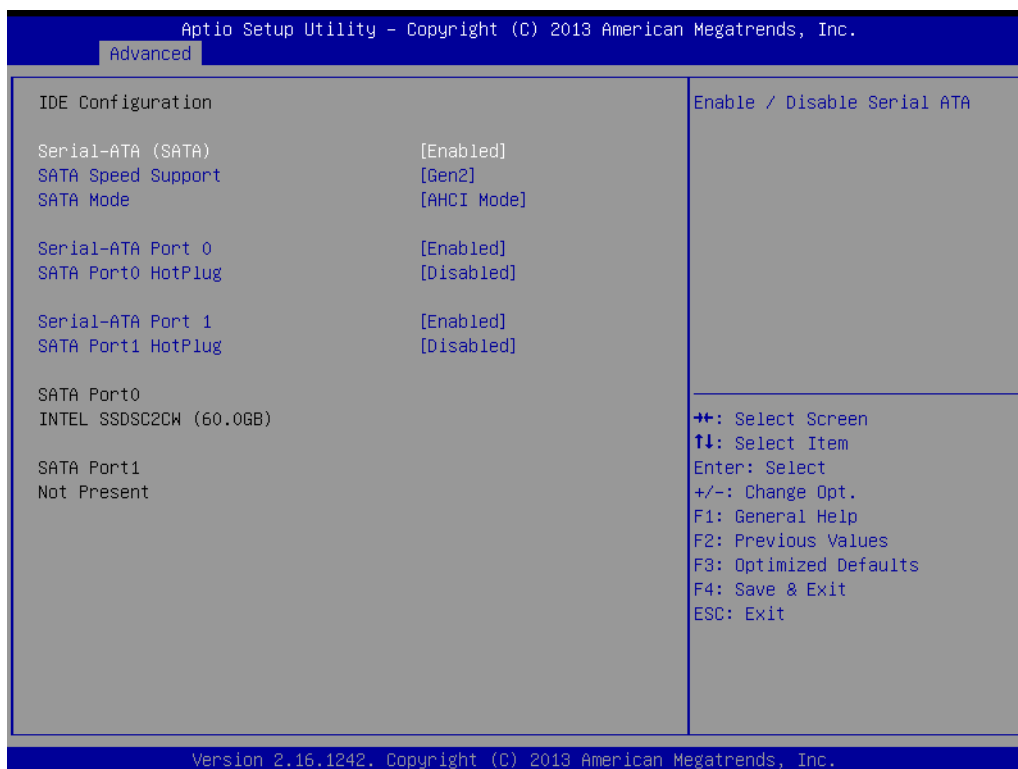 Aptio Setup Utility – Copyright (C) 2013 American Megatrends, Inc.
Advanced
IDE Configuration
Serial-ATA (SATA) [Enabled]
SATA Speed Support [Gen2]
SATA Mode [AHCI Mode]
Serial-ATA Port 0 [Enabled]
SATA Port0 HotPlug [Disabled]
Serial-ATA Port 1 [Enabled]
SATA Port1 HotPlug [Disabled]
SATA Port0
INTEL SSDSC2CW (60.0GB)
SATA Port1
Not Present
Enable / Disable Serial ATA
→←: Select Screen
↑↓: Select Item
Enter: Select
+/-: Change Opt.
F1: General Help
F2: Previous Values
F3: Optimized Defaults
F4: Save & Exit
ESC: Exit
Version 2.16.1242. Copyright (C) 2013 American Megatrends, Inc.